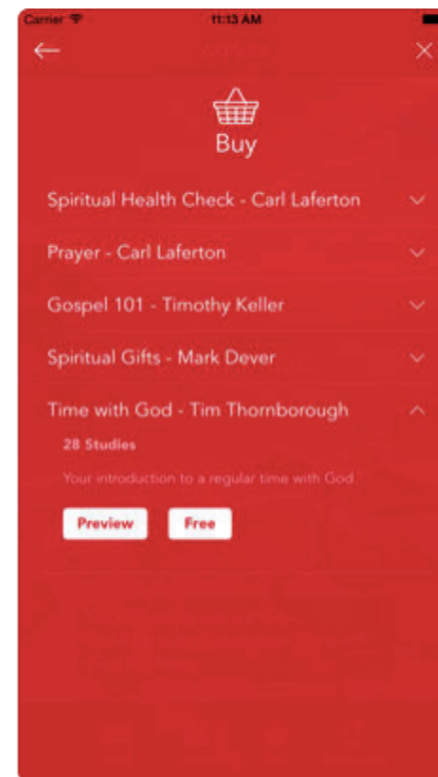 Carrier 11:13 AM
Buy
Spiritual Health Check - Carl Laferton
Prayer - Carl Laferton
Gospel 101 - Timothy Keller
Spiritual Gifts - Mark Dever
Time with God - Tim Thornborough
28 Studies
Your introduction to a regular time with God.
Preview Free